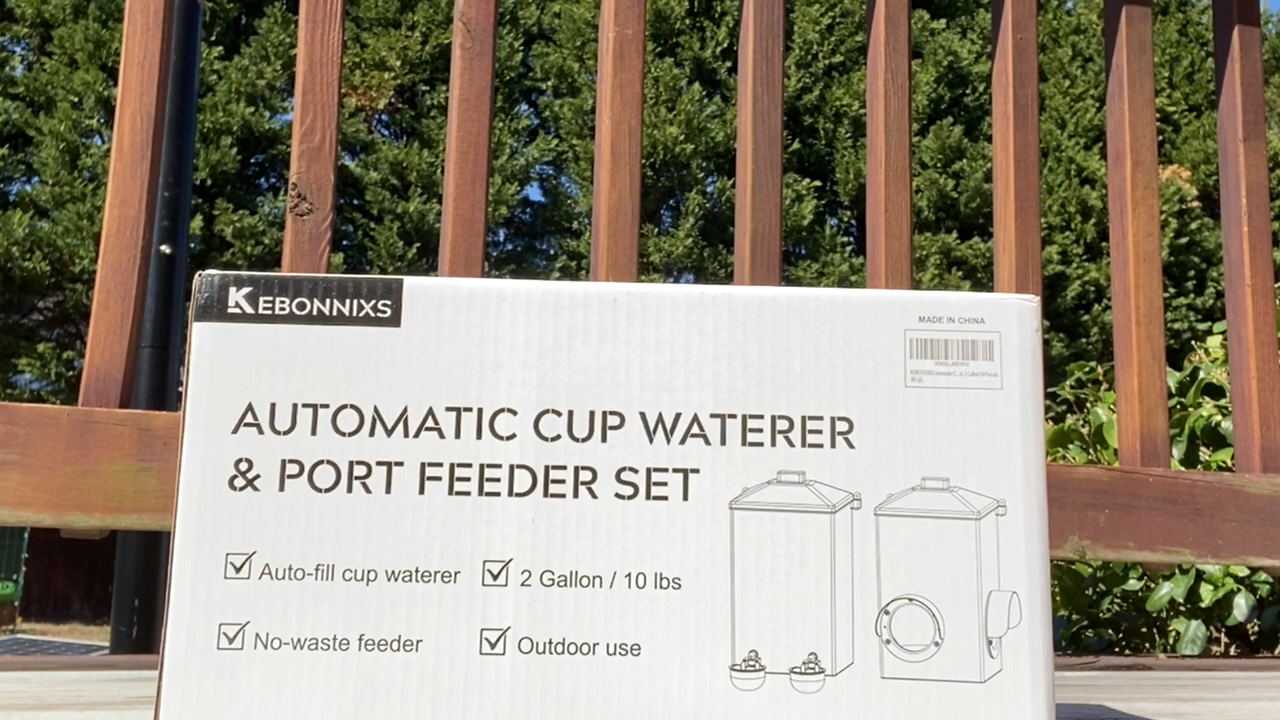 KEBONNIXS
MADE IN CHINA
AUTOMATIC CUP WATERER
& PORT FEEDER SET
Auto-fill cup waterer
2 Gallon / 10 lbs
No-waste feeder
Outdoor use